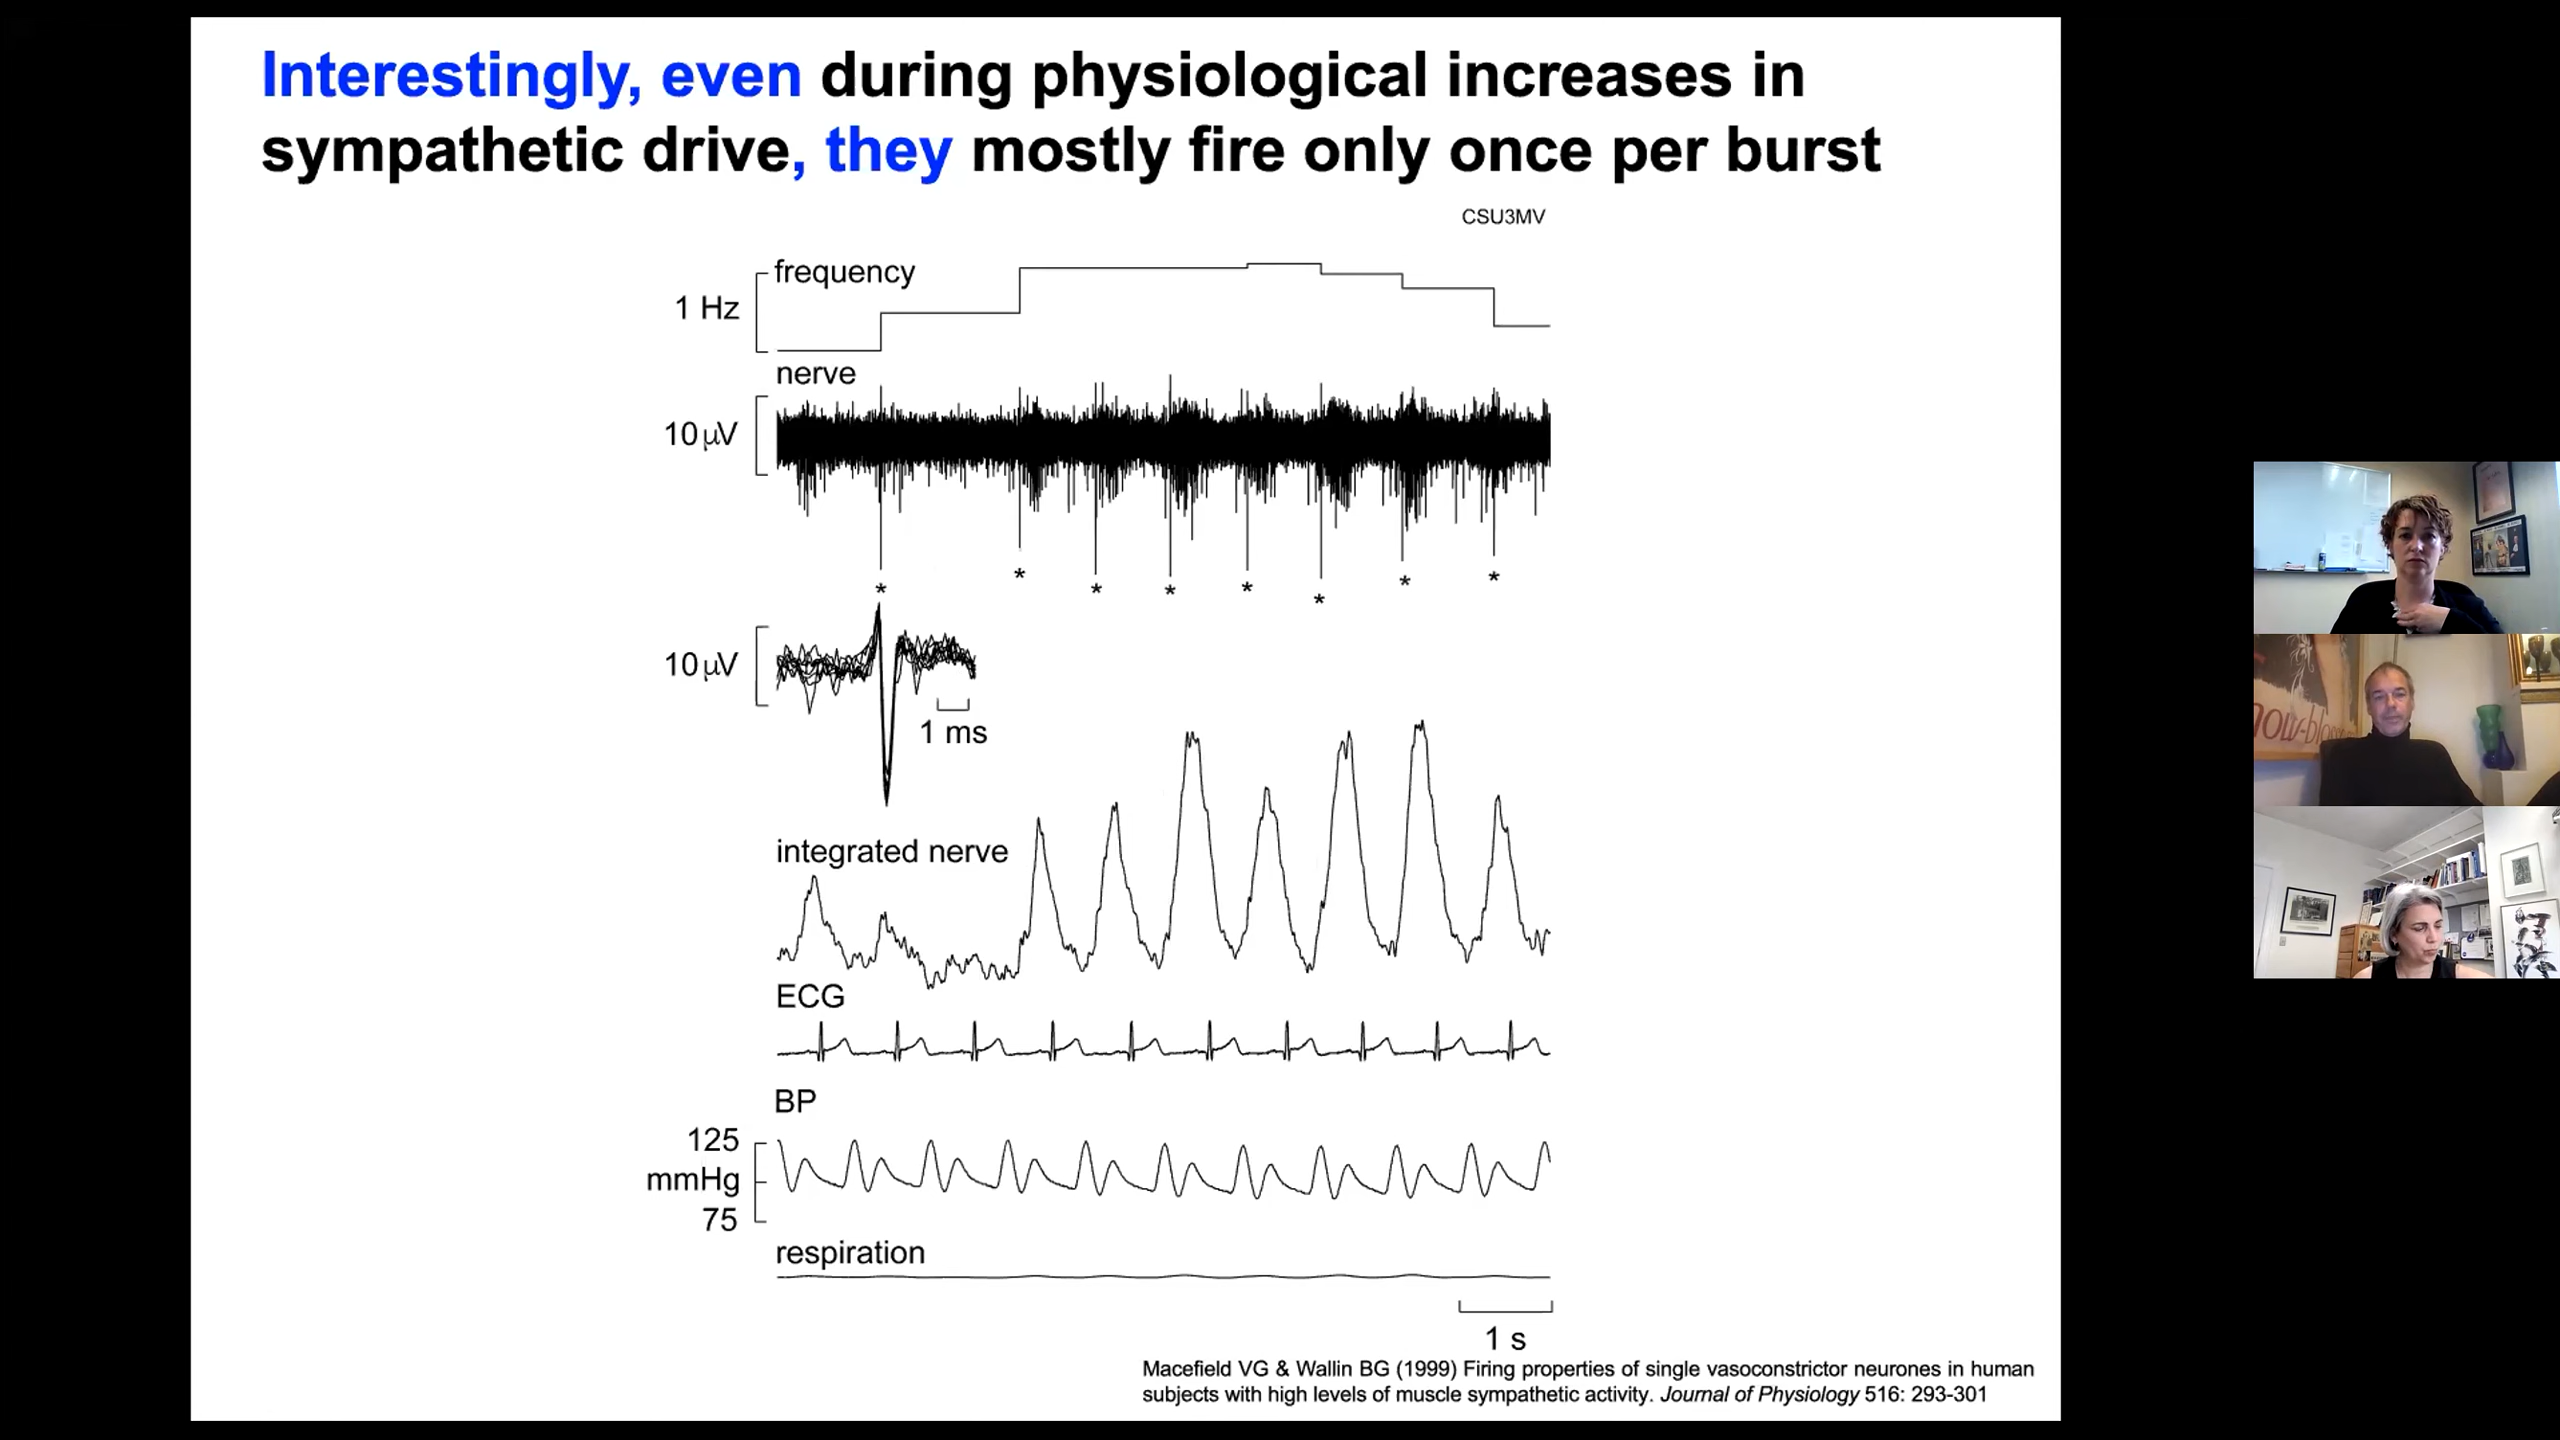 Interestingly, even during physiological increases in
sympathetic drive, they mostly fire only once per burst
CSU3MV
frequency
1 Hz
nerve
10 µV
* * * * * * * *
10 µV
1 ms
integrated nerve
ECG
BP
125
mmHg
75
respiration
1 s
Macefield VG & Wallin BG (1999) Firing properties of single vasoconstrictor neurones in human
subjects with high levels of muscle sympathetic activity. Journal of Physiology 516: 293-301